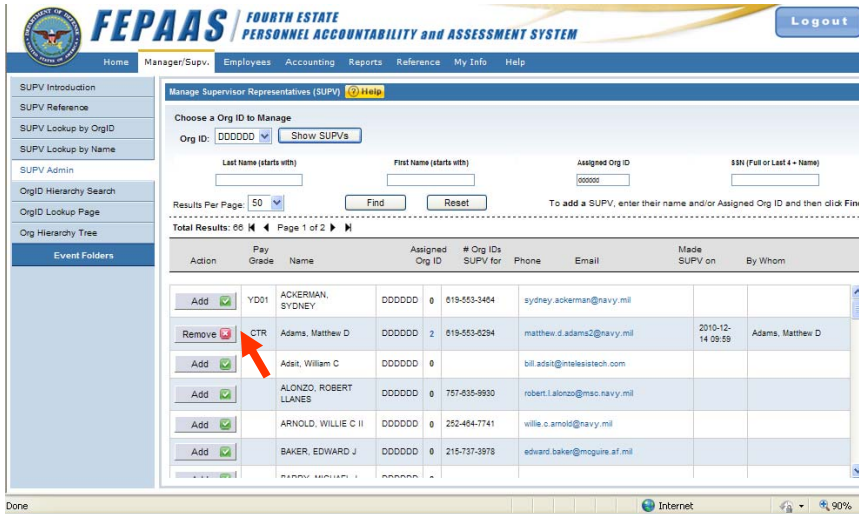 FEPAAS FOURTH ESTATE
PERSONNEL ACCOUNTABILITY and ASSESSMENT SYSTEM
Logout
Home Manager/Supv. Employees Accounting Reports Reference My Info Help
SUPV Introduction
SUPV Reference
SUPV Lookup by OrgID
SUPV Lookup by Name
SUPV Admin
OrgID Hierarchy Search
OrgID Lookup Page
Org Hierarchy Tree
Event Folders
Manage Supervisor Representatives (SUPV) ? Help
Choose a Org ID to Manage
Org ID: DDDDDD Show SUPVs
Last Name (starts with) First Name (starts with) Assigned Org ID SSN (Full or Last 4 + Name)
DDDDDD
Results Per Page: 50 Find Reset To add a SUPV, enter their name and/or Assigned Org ID and then click Fin
Total Results: 66 Page 1 of 2
Action Pay Grade Name Assigned Org ID # Org IDs SUPV for Phone Email Made SUPV on By Whom
Add YD01 ACKERMAN, SYDNEY DDDDDD 0 619-553-3464 sydney.ackerman@navy.mil
Remove CTR Adams, Matthew D DDDDDD 2 619-553-6294 matthew.d.adams2@navy.mil 2010-12-14 09:59 Adams, Matthew D
Add Adsit, William C DDDDDD 0 bill.adsit@intelesistech.com
Add ALONZO, ROBERT LLANES DDDDDD 0 757-635-9930 robert.l.alonzo@msc.navy.mil
Add ARNOLD, WILLIE C II DDDDDD 0 252-464-7741 willie.c.arnold@navy.mil
Add BAKER, EDWARD J DDDDDD 0 215-737-3978 edward.baker@mcguire.af.mil
Done Internet 90%